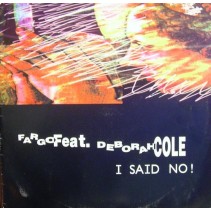 FARGO Feat. DEBORAH COLE
I SAID NO!